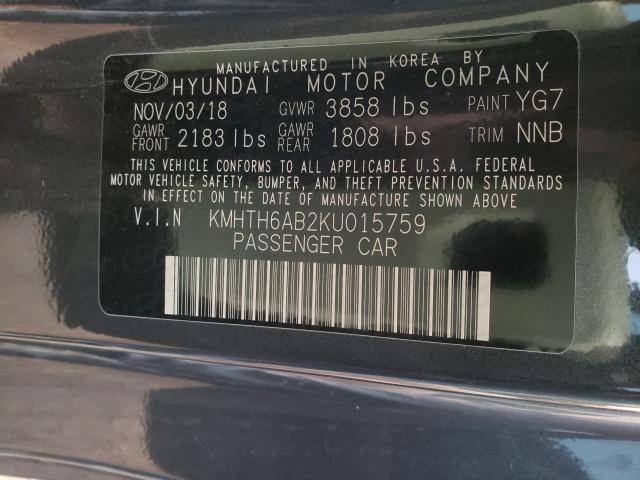 MANUFACTURED IN KOREA BY
HYUNDAI MOTOR COMPANY
NOV/03/18 GVWR 3858 lbs PAINT YG7
GAWR FRONT 2183 lbs GAWR REAR 1808 lbs TRIM NNB
THIS VEHICLE CONFORMS TO ALL APPLICABLE U.S.A. FEDERAL
MOTOR VEHICLE SAFETY, BUMPER, AND THEFT PREVENTION
STANDARDS IN EFFECT ON THE DATE OF MANUFACTURE SHOWN ABOVE
V.I.N KMHTH6AB2KU015759
PASSENGER CAR